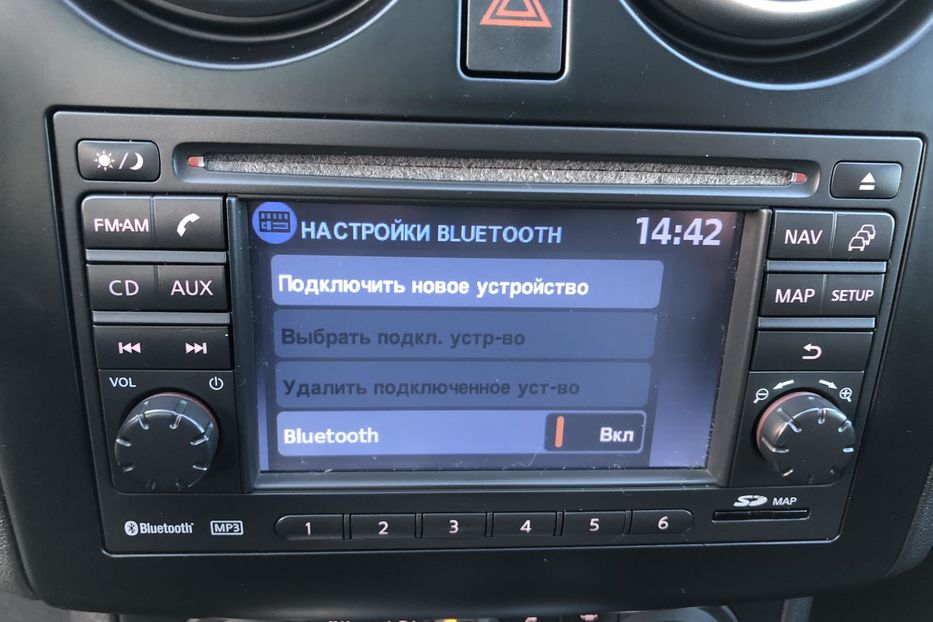 FM·AM
CD AUX
VOL
НАСТРОЙКИ BLUETOOTH 14:42
Подключить новое устройство
Выбрать подкл. устр-во
Удалить подключенное уст-во
Bluetooth Вкл
NAV
MAP SETUP
Bluetooth MP3
1 2 3 4 5 6
SD MAP